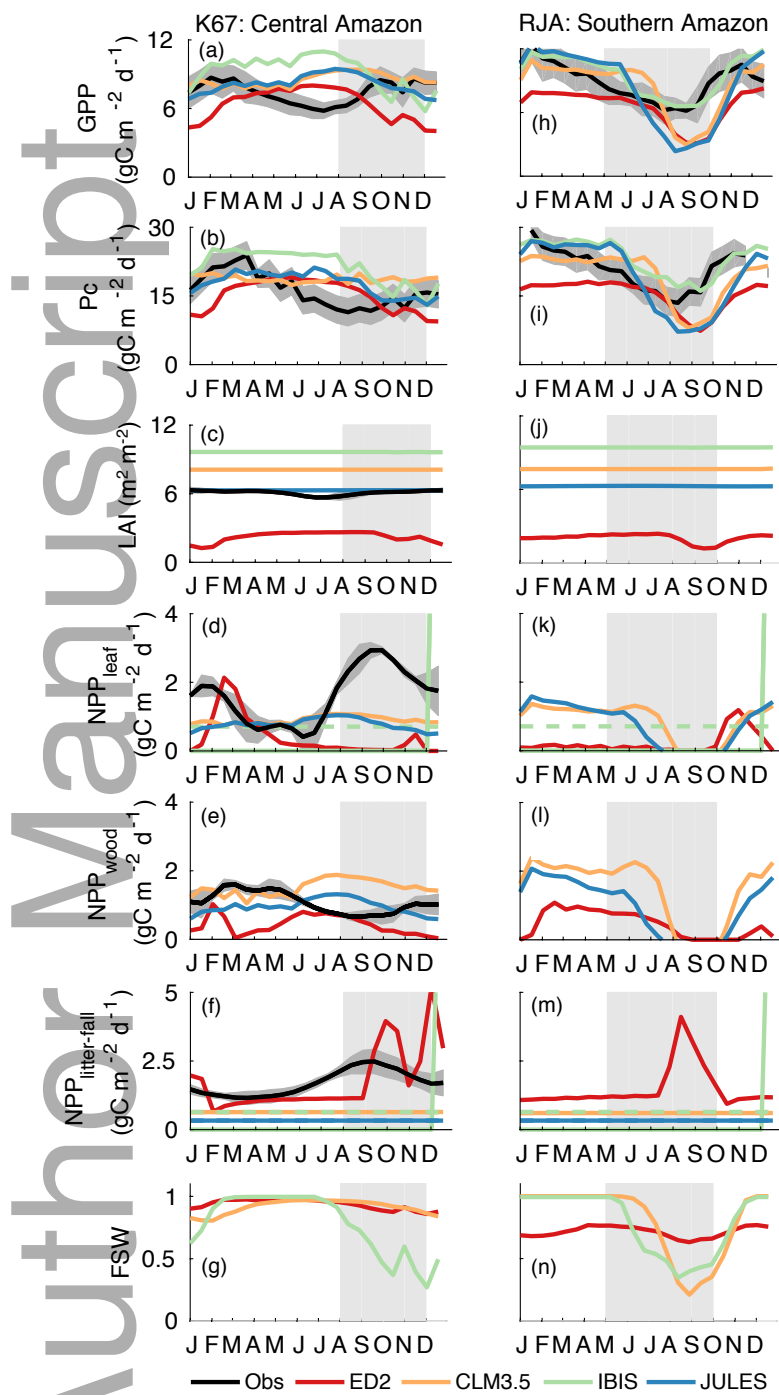 K67: Central Amazon
RJA: Southern Amazon
Author Manuscript
12
6
0
GPP
(gC m -2 d-1)
(a)
J F M A M J J A S O N D
(h)
J F M A M J J A S O N D
30
15
0
Pc
(gC m -2 d-1)
(b)
J F M A M J J A S O N D
(i)
J F M A M J J A S O N D
12
6
0
LAI (m2 m-2)
(c)
J F M A M J J A S O N D
(j)
J F M A M J J A S O N D
4
2
0
NPPleaf
(gC m -2 d-1)
(d)
J F M A M J J A S O N D
(k)
J F M A M J J A S O N D
4
2
0
NPPwood
(gC m -2 d-1)
(e)
J F M A M J J A S O N D
(l)
J F M A M J J A S O N D
5
2.5
0
NPPlitter-fall
(gC m -2 d-1)
(f)
J F M A M J J A S O N D
(m)
J F M A M J J A S O N D
1
0.5
0
FSW
(g)
J F M A M J J A S O N D
(n)
J F M A M J J A S O N D
Obs ED2 CLM3.5 IBIS JULES